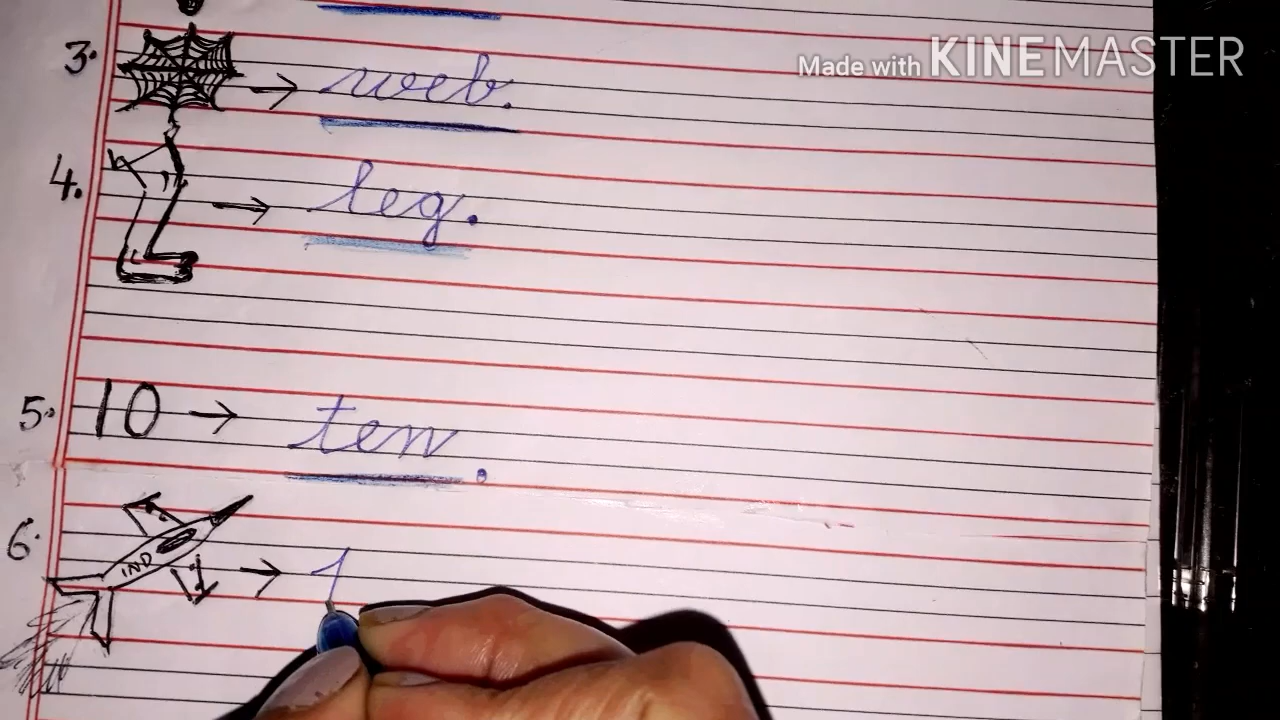 Made with KINEMASTER
3. → web.
4. → leg.
5. 10 → ten.
6. IND →